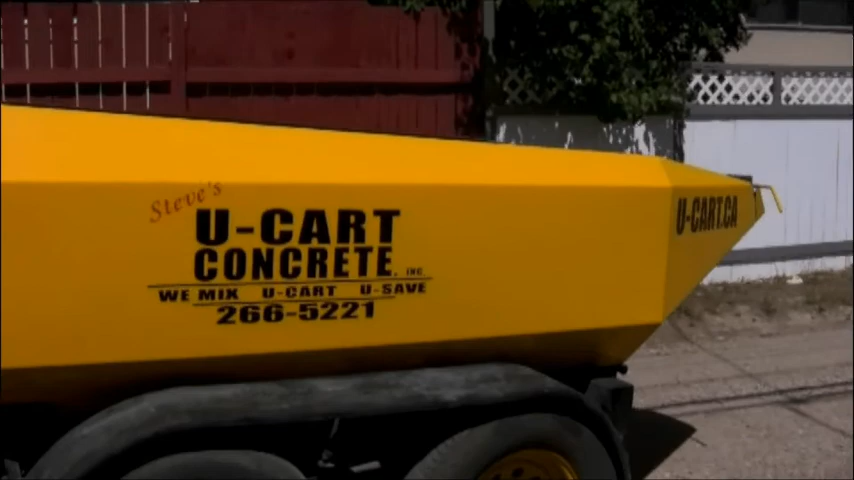 Steve's
U-CART
CONCRETE. INC
WE MIX U-CART U-SAVE
266-5221
U-CART.CA